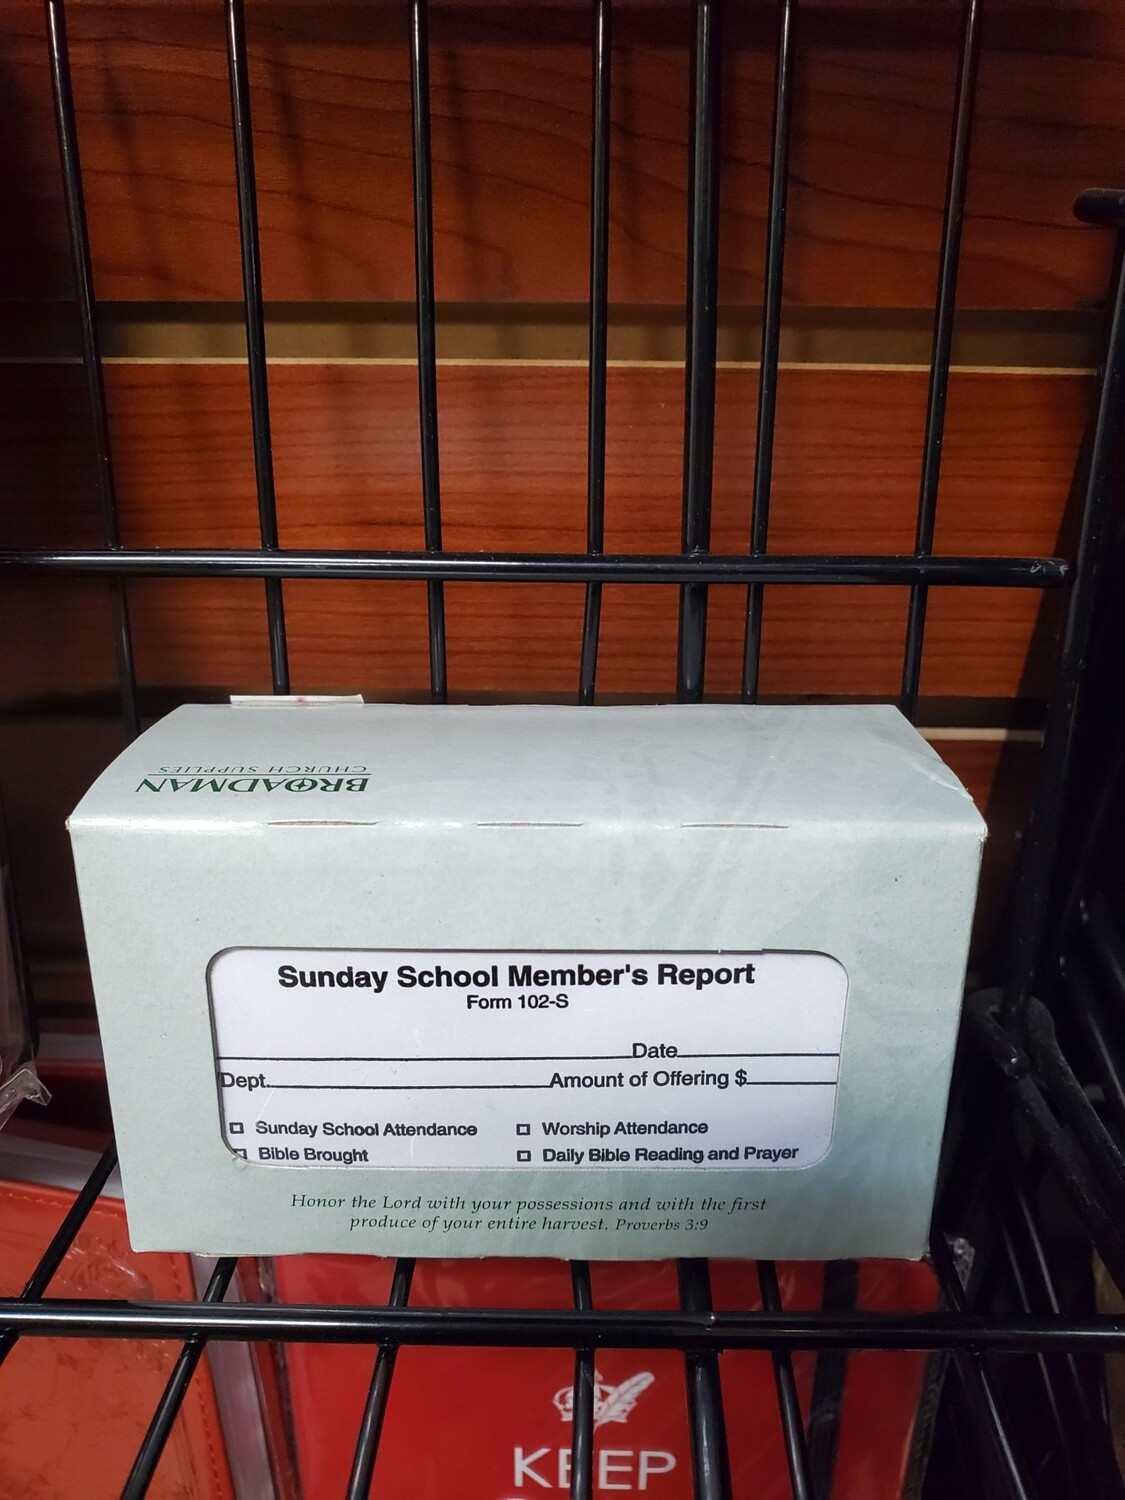 BROADMAN
CHURCH SUPPLIES
Sunday School Member's Report
Form 102-S
Date
Dept. Amount of Offering $
Sunday School Attendance Worship Attendance
Bible Brought Daily Bible Reading and Prayer
Honor the Lord with your possessions and with the first
produce of your entire harvest. Proverbs 3:9
KEEP